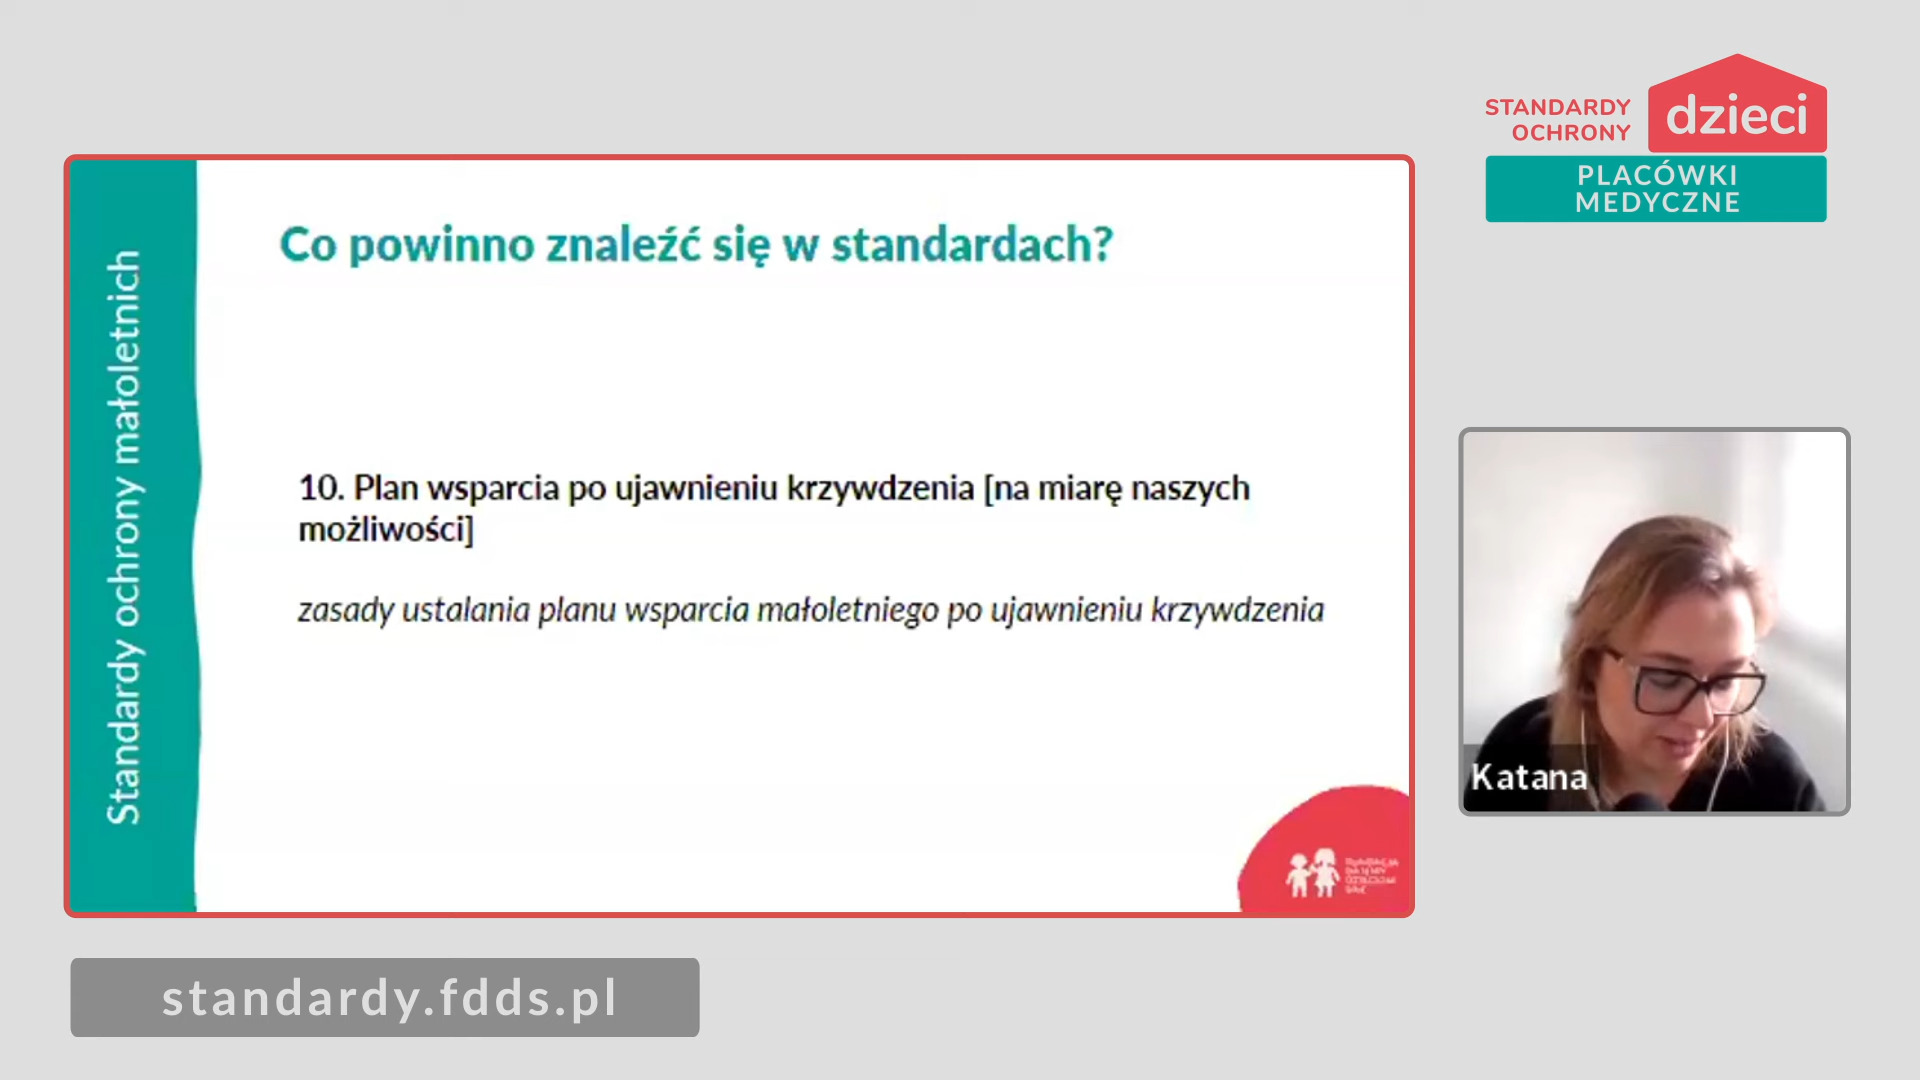 STANDARDY
OCHRONY
dzieci
PLACÓWKI
MEDYCZNE
Standardy ochrony małoletnich
Co powinno znaleźć się w standardach?
10. Plan wsparcia po ujawnieniu krzywdzenia [na miarę naszych
możliwości]
zasady ustalania planu wsparcia małoletniego po ujawnieniu krzywdzenia
Katana
standardy.fdds.pl